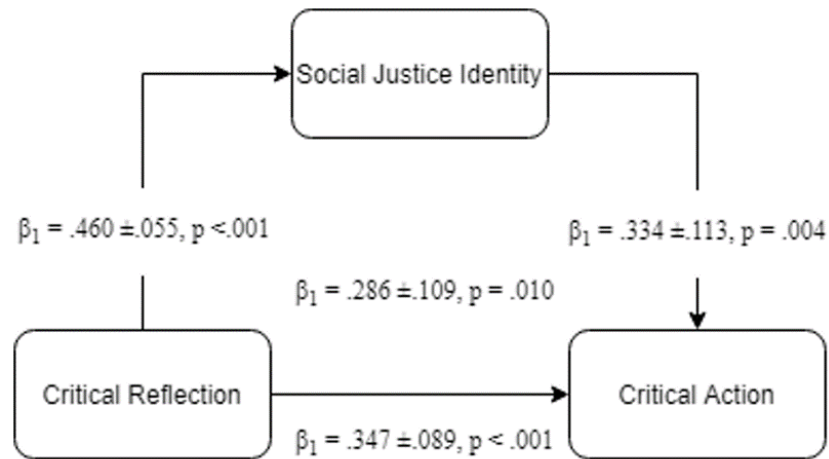 Social Justice Identity
β₁ = .460 ±.055, p <.001
β₁ = .334 ±.113, p = .004
β₁ = .286 ±.109, p = .010
Critical Reflection
Critical Action
β₁ = .347 ±.089, p < .001